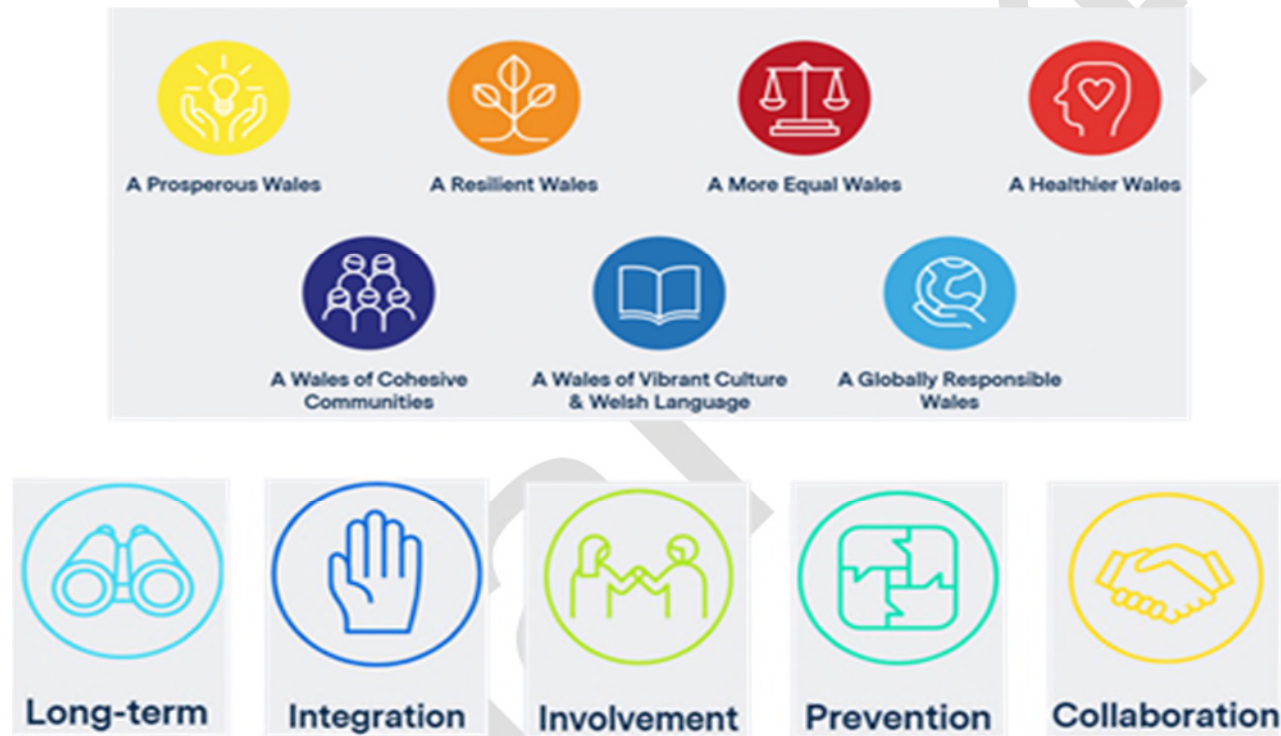 A Prosperous Wales
A Resilient Wales
A More Equal Wales
A Healthier Wales
A Wales of Cohesive
Communities
A Wales of Vibrant Culture
& Welsh Language
A Globally Responsible
Wales
Long-term
Integration
Involvement
Prevention
Collaboration